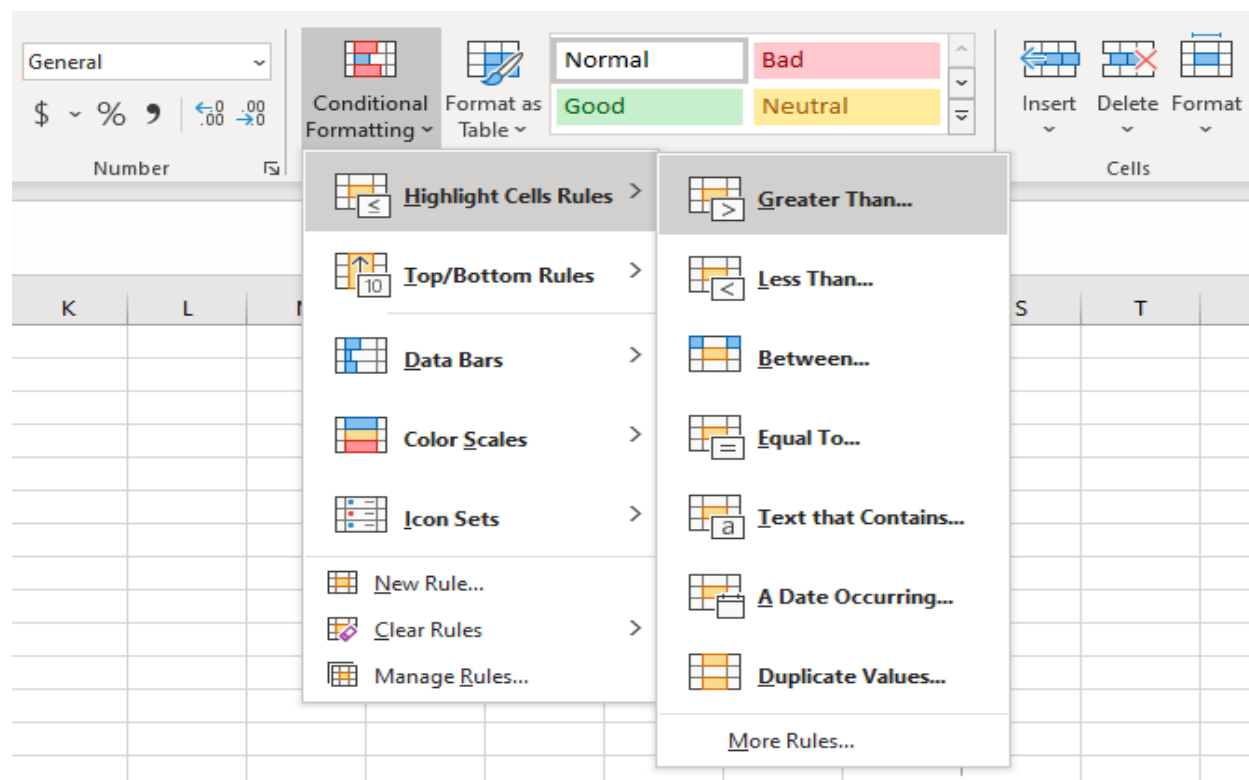 General
Conditional
Formatting
Format as
Table
Normal
Bad
Good
Neutral
Insert
Delete
Format
$ % , .00 .00
Number
Cells
Highlight Cells Rules
Top/Bottom Rules
10
Data Bars
Color Scales
Icon Sets
New Rule...
Clear Rules
Manage Rules...
Greater Than...
Less Than...
Between...
Equal To...
Text that Contains...
a
A Date Occurring...
Duplicate Values...
More Rules...
K L S T